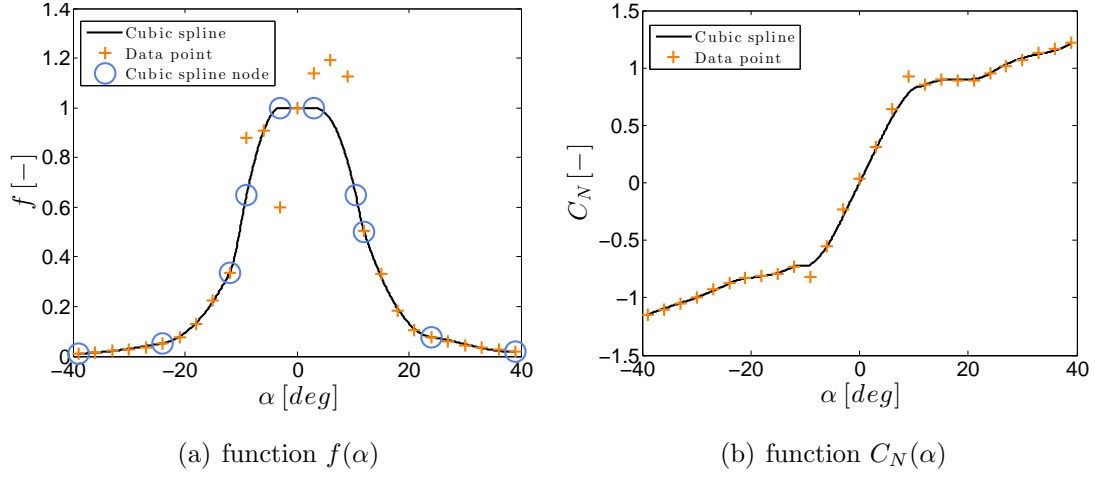 1.4
1.2
1
0.8
0.6
0.4
0.2
0
−40
−20
0
20
40
f [−]
α [deg]
Cubic spline
Data point
Cubic spline node
(a) function f(α)
1.5
1
0.5
0
−0.5
−1
−1.5
−40
−20
0
20
40
C_N [−]
α [deg]
Cubic spline
Data point
(b) function C_N(α)